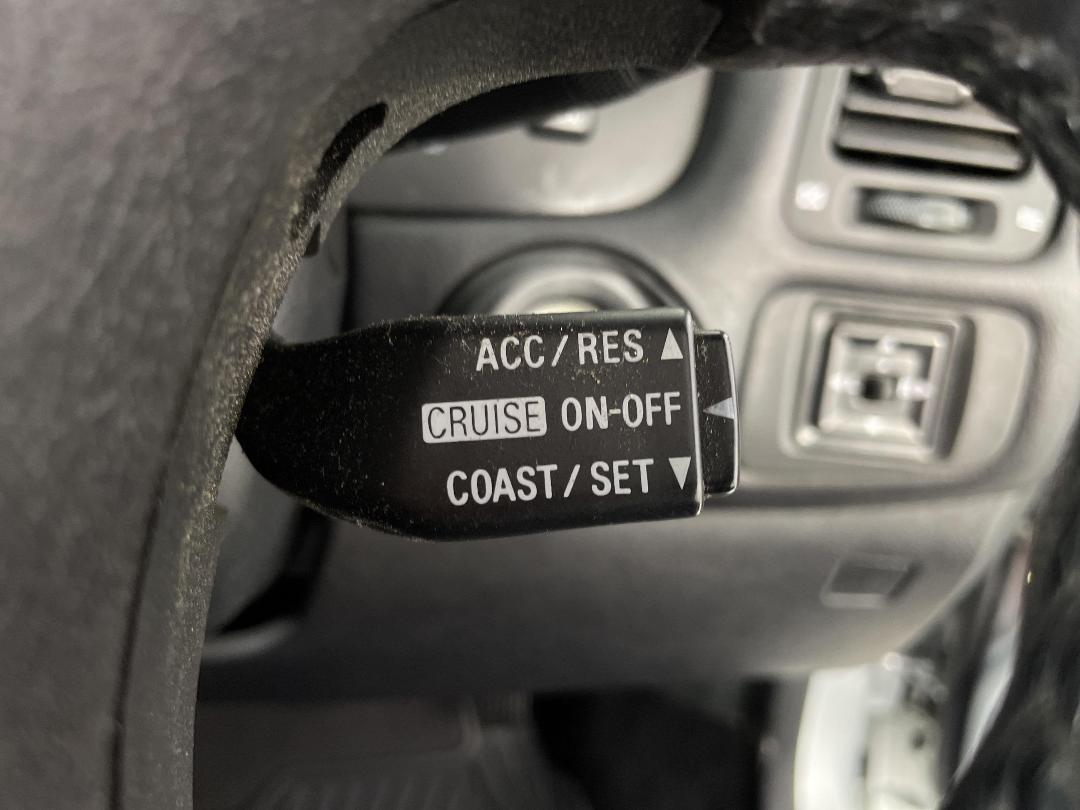 ACC/RES ▲
CRUISE ON-OFF
COAST/SET ▼